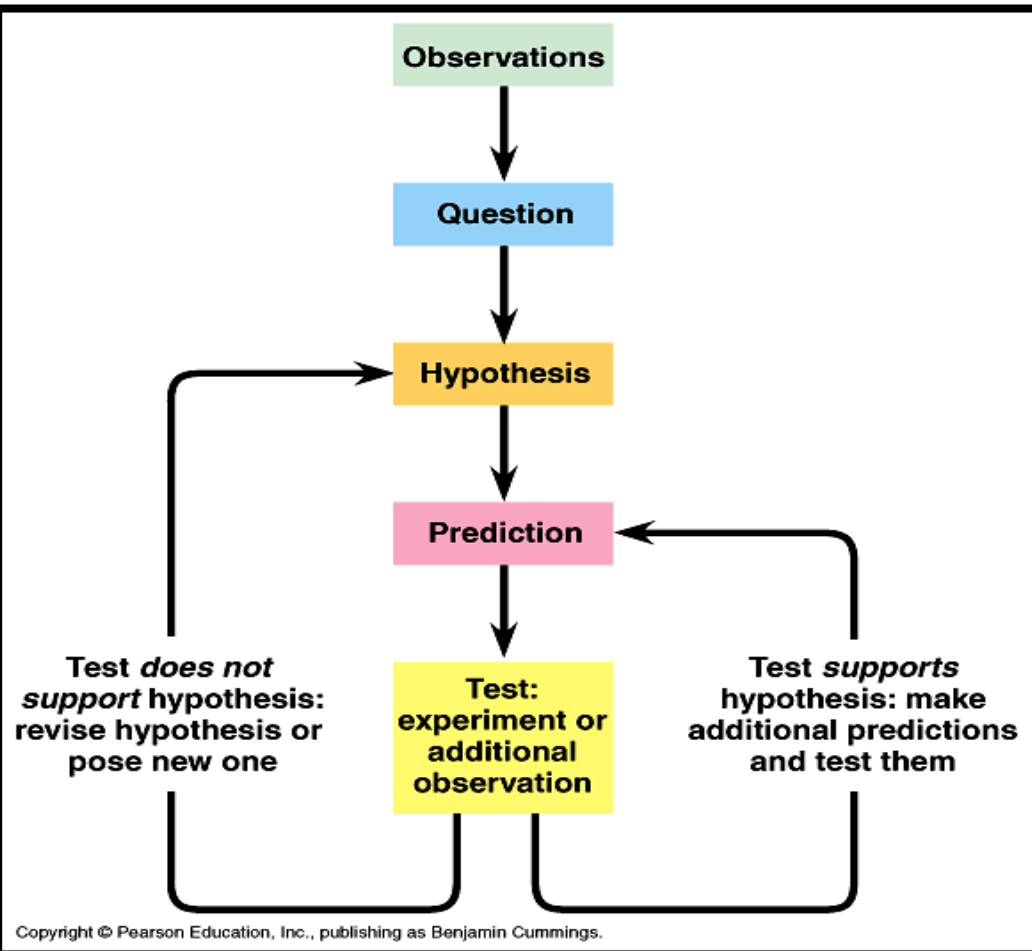 Observations
Question
Hypothesis
Prediction
Test does not
support hypothesis:
revise hypothesis or
pose new one
Test:
experiment or
additional
observation
Test supports
hypothesis: make
additional predictions
and test them
Copyright © Pearson Education, Inc., publishing as Benjamin Cummings.